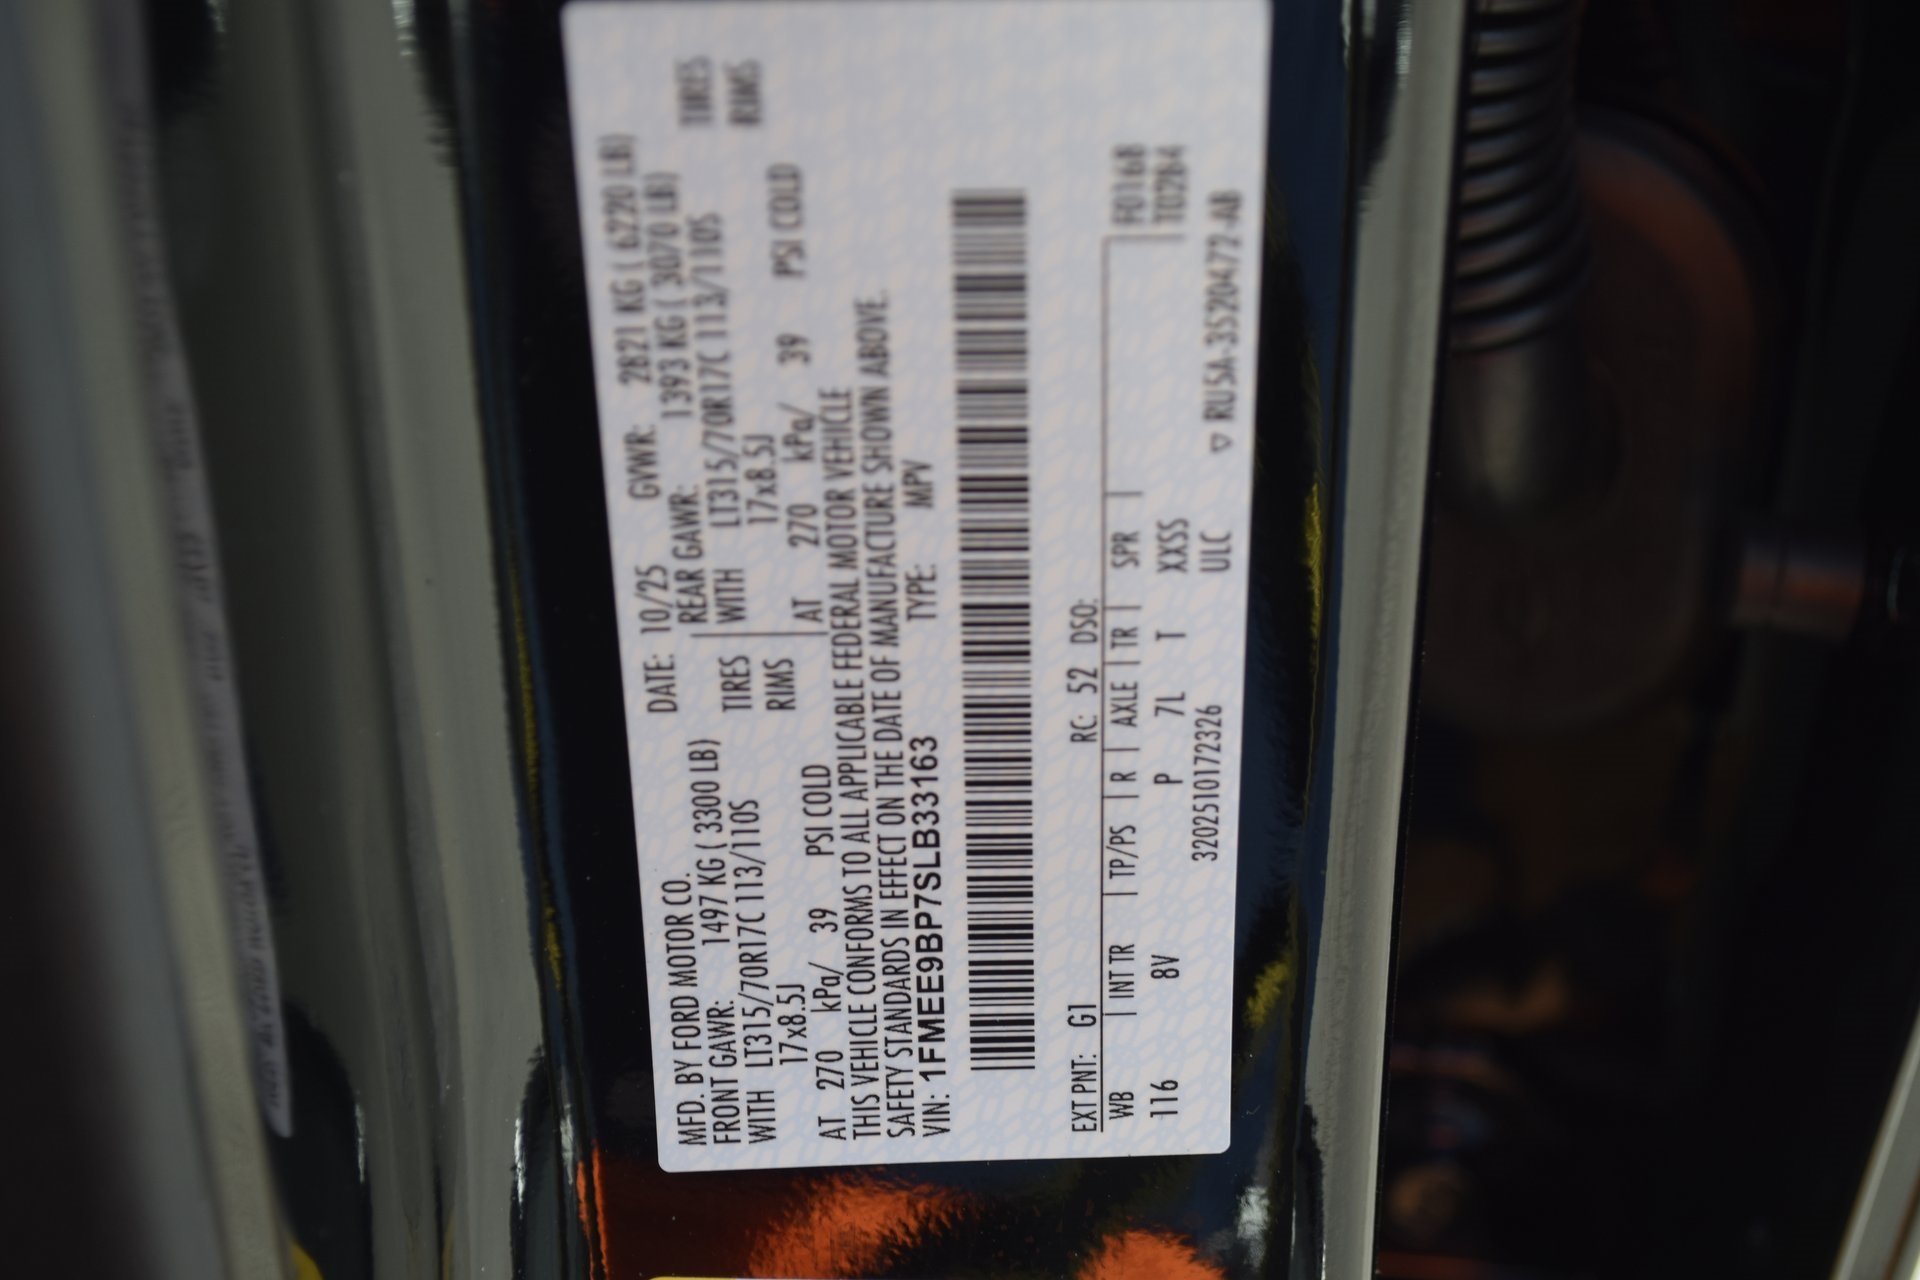 MFD. BY FORD MOTOR CO. DATE: 10/25 GVWR: 2821 KG ( 6220 LB)
FRONT GAWR: 1497 KG ( 3300 LB) REAR GAWR: 1393 KG ( 3070 LB)
WITH LT315/70R17C 113/110S TIRES WITH LT315/70R17C 113/110S TIRES
17x8.5J RIMS 17x8.5J RIMS
AT 270 kPa/ 39 PSI COLD AT 270 kPa/ 39 PSI COLD
THIS VEHICLE CONFORMS TO ALL APPLICABLE FEDERAL MOTOR VEHICLE
SAFETY STANDARDS IN EFFECT ON THE DATE OF MANUFACTURE SHOWN ABOVE.
VIN: 1FMEE9BP7SLB33163 TYPE: MPV
EXT PNT: G1 RC: 52 DSO: F016B
WB INT TR TP/PS R AXLE TR SPR T02B4
116 8V P 7L T XXSS
3202510172326 ULC ▽ RU5A-3520472-AB